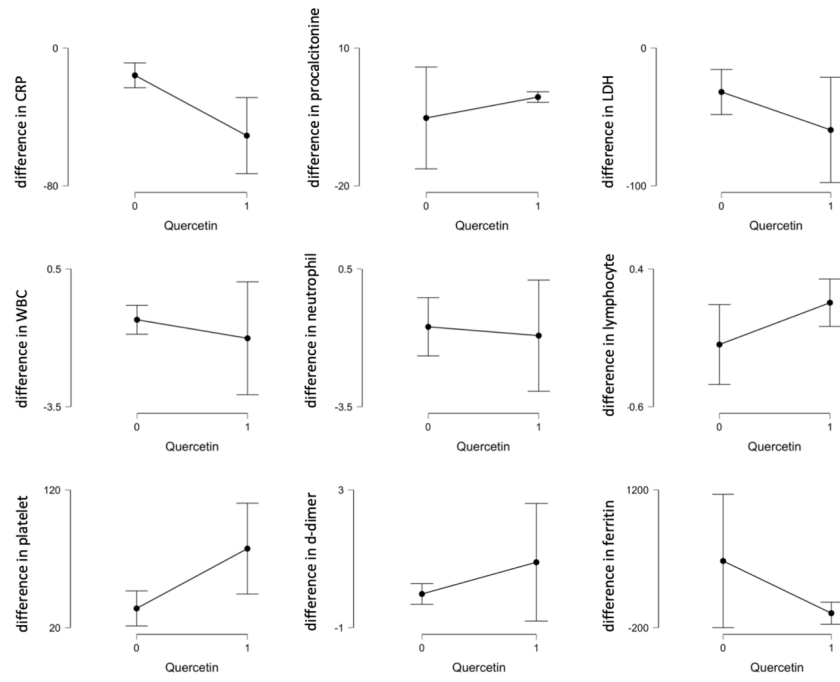 difference in CRP
0
-80
0 1
Quercetin
difference in procalcitonine
10
-20
0 1
Quercetin
difference in LDH
0
-100
0 1
Quercetin
difference in WBC
0.5
-3.5
0 1
Quercetin
difference in neutrophil
0.5
-3.5
0 1
Quercetin
difference in lymphocyte
0.4
-0.6
0 1
Quercetin
difference in platelet
120
20
0 1
Quercetin
difference in d-dimer
3
-1
0 1
Quercetin
difference in ferritin
1200
-200
0 1
Quercetin